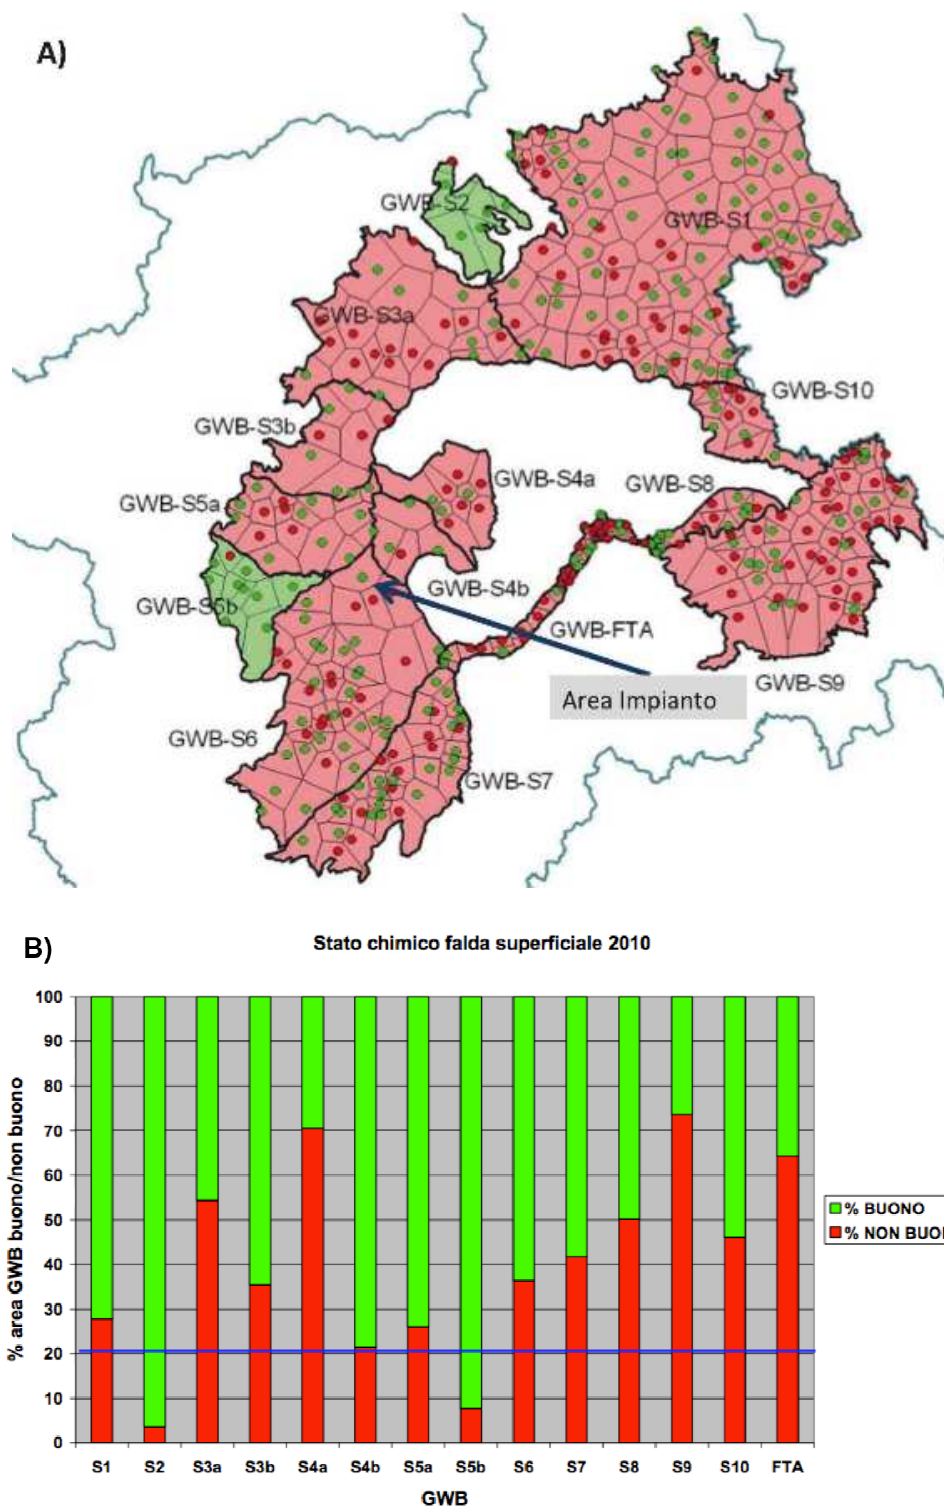 A)
GWB-S2
GWB-S1
GWB-S3a
GWB-S10
GWB-S3b
GWB-S4a
GWB-S8
GWB-S5a
GWB-S4b
GWB-S5b
GWB-FTA
GWB-S9
Area Impianto
GWB-S6
GWB-S7
B)
Stato chimico falda superficiale 2010
% area GWB buono/non buono
100
90
80
70
60
50
40
30
20
10
0
% BUONO
% NON BUON
S1 S2 S3a S3b S4a S4b S5a S5b S6 S7 S8 S9 S10 FTA
GWB